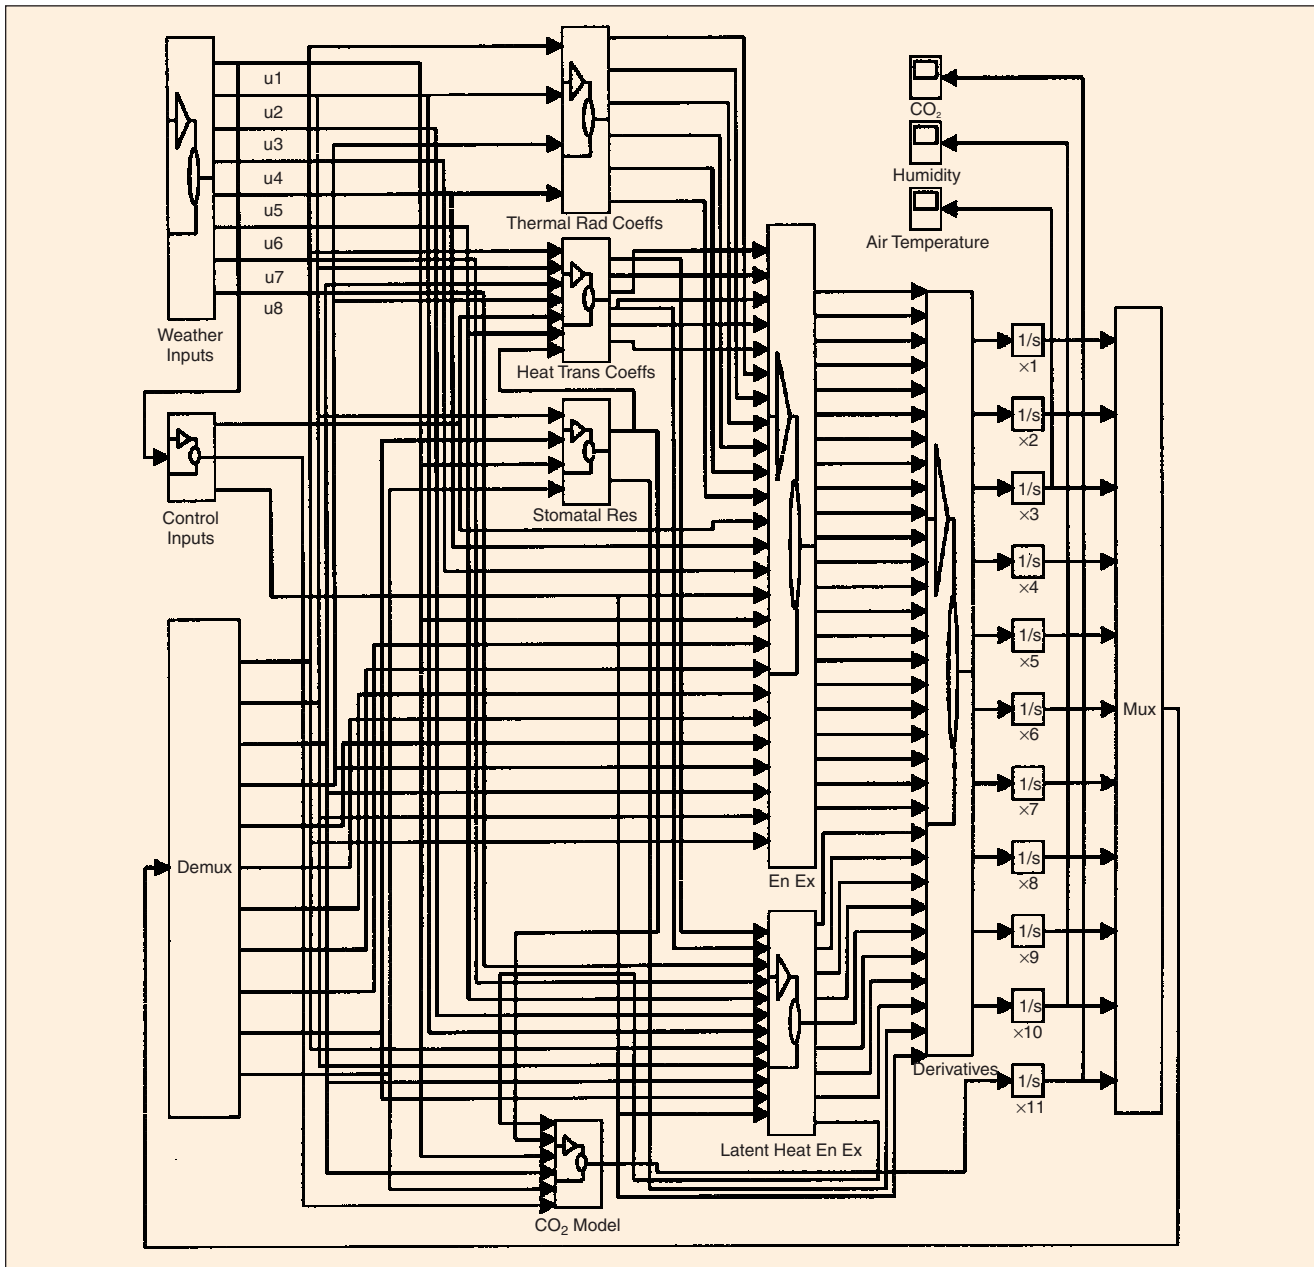 u1
u2
u3
u4
u5
u6
u7
u8
Weather
Inputs
Control
Inputs
Demux
Thermal Rad Coeffs
Heat Trans Coeffs
Stomatal Res
CO₂ Model
En Ex
Latent Heat En Ex
Derivatives
CO₂
Humidity
Air Temperature
1/s
×1
1/s
×2
1/s
×3
1/s
×4
1/s
×5
1/s
×6
1/s
×7
1/s
×8
1/s
×9
1/s
×10
1/s
×11
Mux